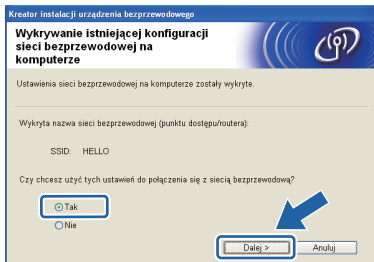 Kreator instalacji urządzenia bezprzewodowego
Wykrywanie istniejącej konfiguracji
sieci bezprzewodowej na
komputerze
Ustawienia sieci bezprzewodowej na komputerze zostały wykryte.
Wykryta nazwa sieci bezprzewodowej (punktu dostępu/routera):
SSID: HELLO
Czy chcesz użyć tych ustawień do połączenia się z siecią bezprzewodową?
Tak
Nie
Dalej > Anuluj